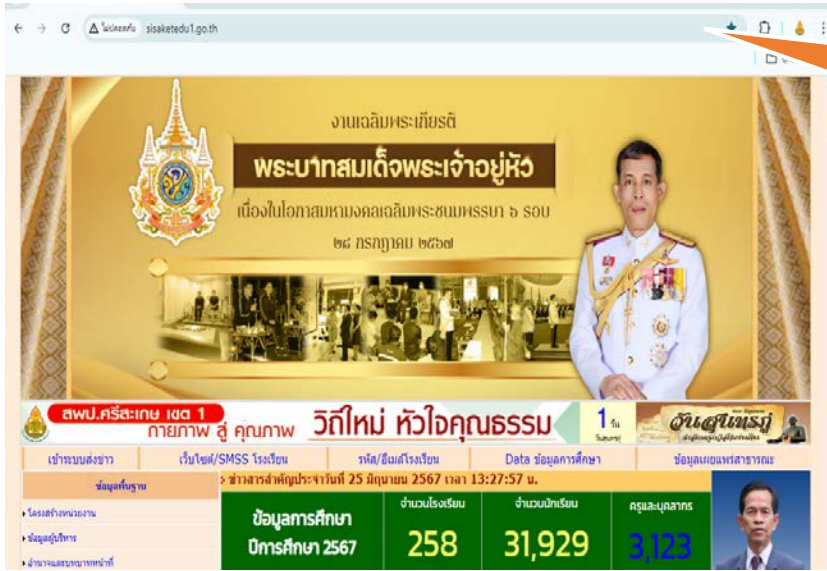 ไม่ปลอดภัย sisaketedu1.go.th
งานเฉลิมพระเกียรติ
พระบาทสมเด็จพระเจ้าอยู่หัว
เนื่องในโอกาสมหามงคลเฉลิมพระชนมพรรษา ๖ รอบ
๒๘ กรกฎาคม ๒๕๖๗
สพป.ศรีสะเกษ เขต 1
กายภาพ สู่ คุณภาพ วิถีใหม่ หัวใจคุณธรรม
1 วัน
เข้าระบบส่งข่าว เว็บไซต์/SMSS โรงเรียน รหัส/อีเมล์โรงเรียน Data ข้อมูลการศึกษา ข้อมูลเผยแพร่สาธารณะ
ข้อมูลพื้นฐาน
ข่าวสารสำคัญประจำวันที่ 25 มิถุนายน 2567 เวลา 13:27:57 น.
โครงสร้างหน่วยงาน
ข้อมูลผู้บริหาร
อำนาจและบทบาทหน้าที่
ข้อมูลการศึกษา
ปีการศึกษา 2567
จำนวนโรงเรียน
258
จำนวนนักเรียน
31,929
ครูและบุคลากร
3,123